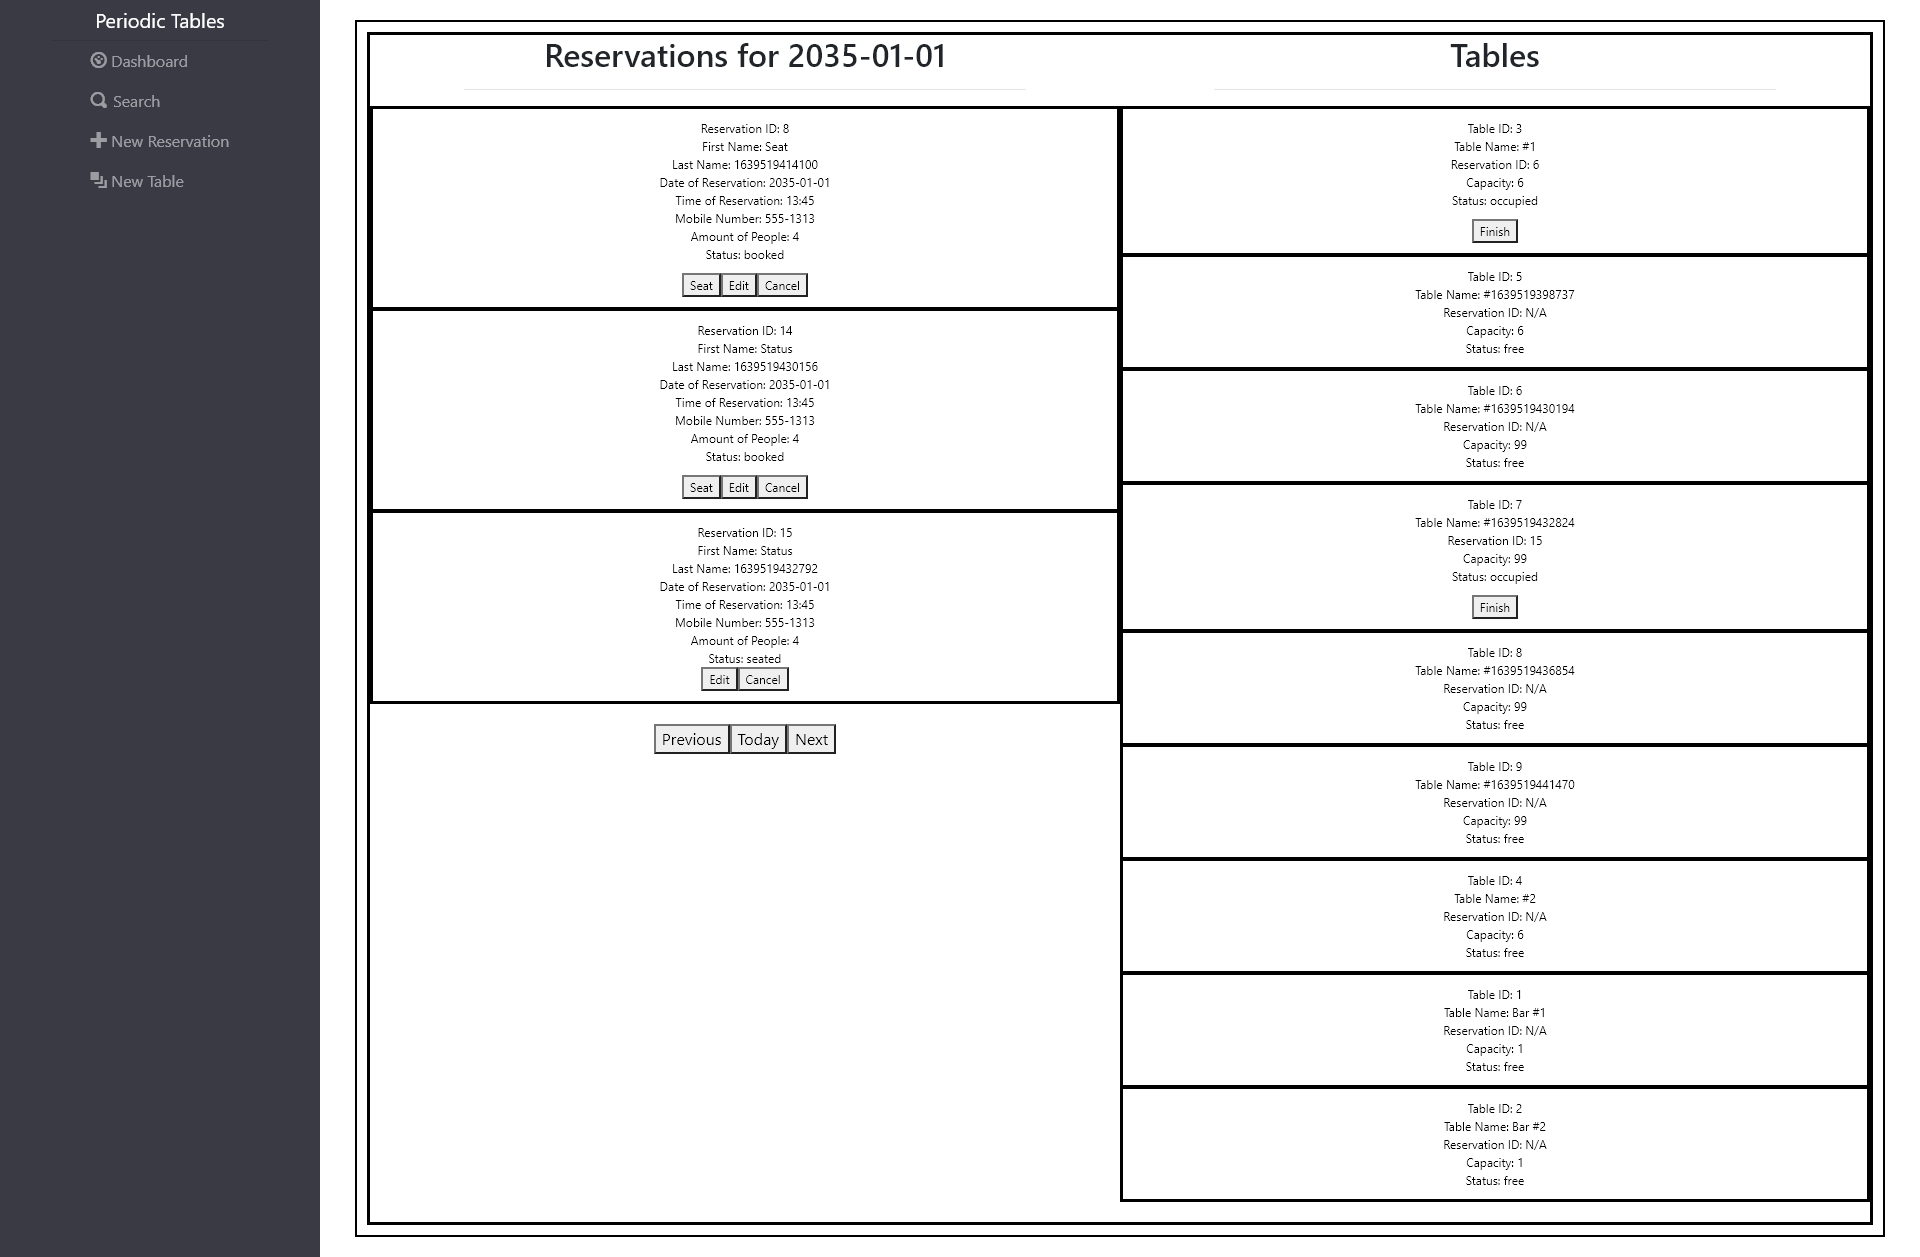 Periodic Tables
Dashboard
Search
New Reservation
New Table
Reservations for 2035-01-01
Reservation ID: 8
First Name: Seat
Last Name: 1639519414100
Date of Reservation: 2035-01-01
Time of Reservation: 13:45
Mobile Number: 555-1313
Amount of People: 4
Status: booked
Seat Edit Cancel
Reservation ID: 14
First Name: Status
Last Name: 1639519430156
Date of Reservation: 2035-01-01
Time of Reservation: 13:45
Mobile Number: 555-1313
Amount of People: 4
Status: booked
Seat Edit Cancel
Reservation ID: 15
First Name: Status
Last Name: 1639519432792
Date of Reservation: 2035-01-01
Time of Reservation: 13:45
Mobile Number: 555-1313
Amount of People: 4
Status: seated
Edit Cancel
Previous Today Next
Tables
Table ID: 3
Table Name: #1
Reservation ID: 6
Capacity: 6
Status: occupied
Finish
Table ID: 5
Table Name: #1639519398737
Reservation ID: N/A
Capacity: 6
Status: free
Table ID: 6
Table Name: #1639519430194
Reservation ID: N/A
Capacity: 99
Status: free
Table ID: 7
Table Name: #1639519432824
Reservation ID: 15
Capacity: 99
Status: occupied
Finish
Table ID: 8
Table Name: #1639519436854
Reservation ID: N/A
Capacity: 99
Status: free
Table ID: 9
Table Name: #1639519441470
Reservation ID: N/A
Capacity: 99
Status: free
Table ID: 4
Table Name: #2
Reservation ID: N/A
Capacity: 6
Status: free
Table ID: 1
Table Name: Bar #1
Reservation ID: N/A
Capacity: 1
Status: free
Table ID: 2
Table Name: Bar #2
Reservation ID: N/A
Capacity: 1
Status: free